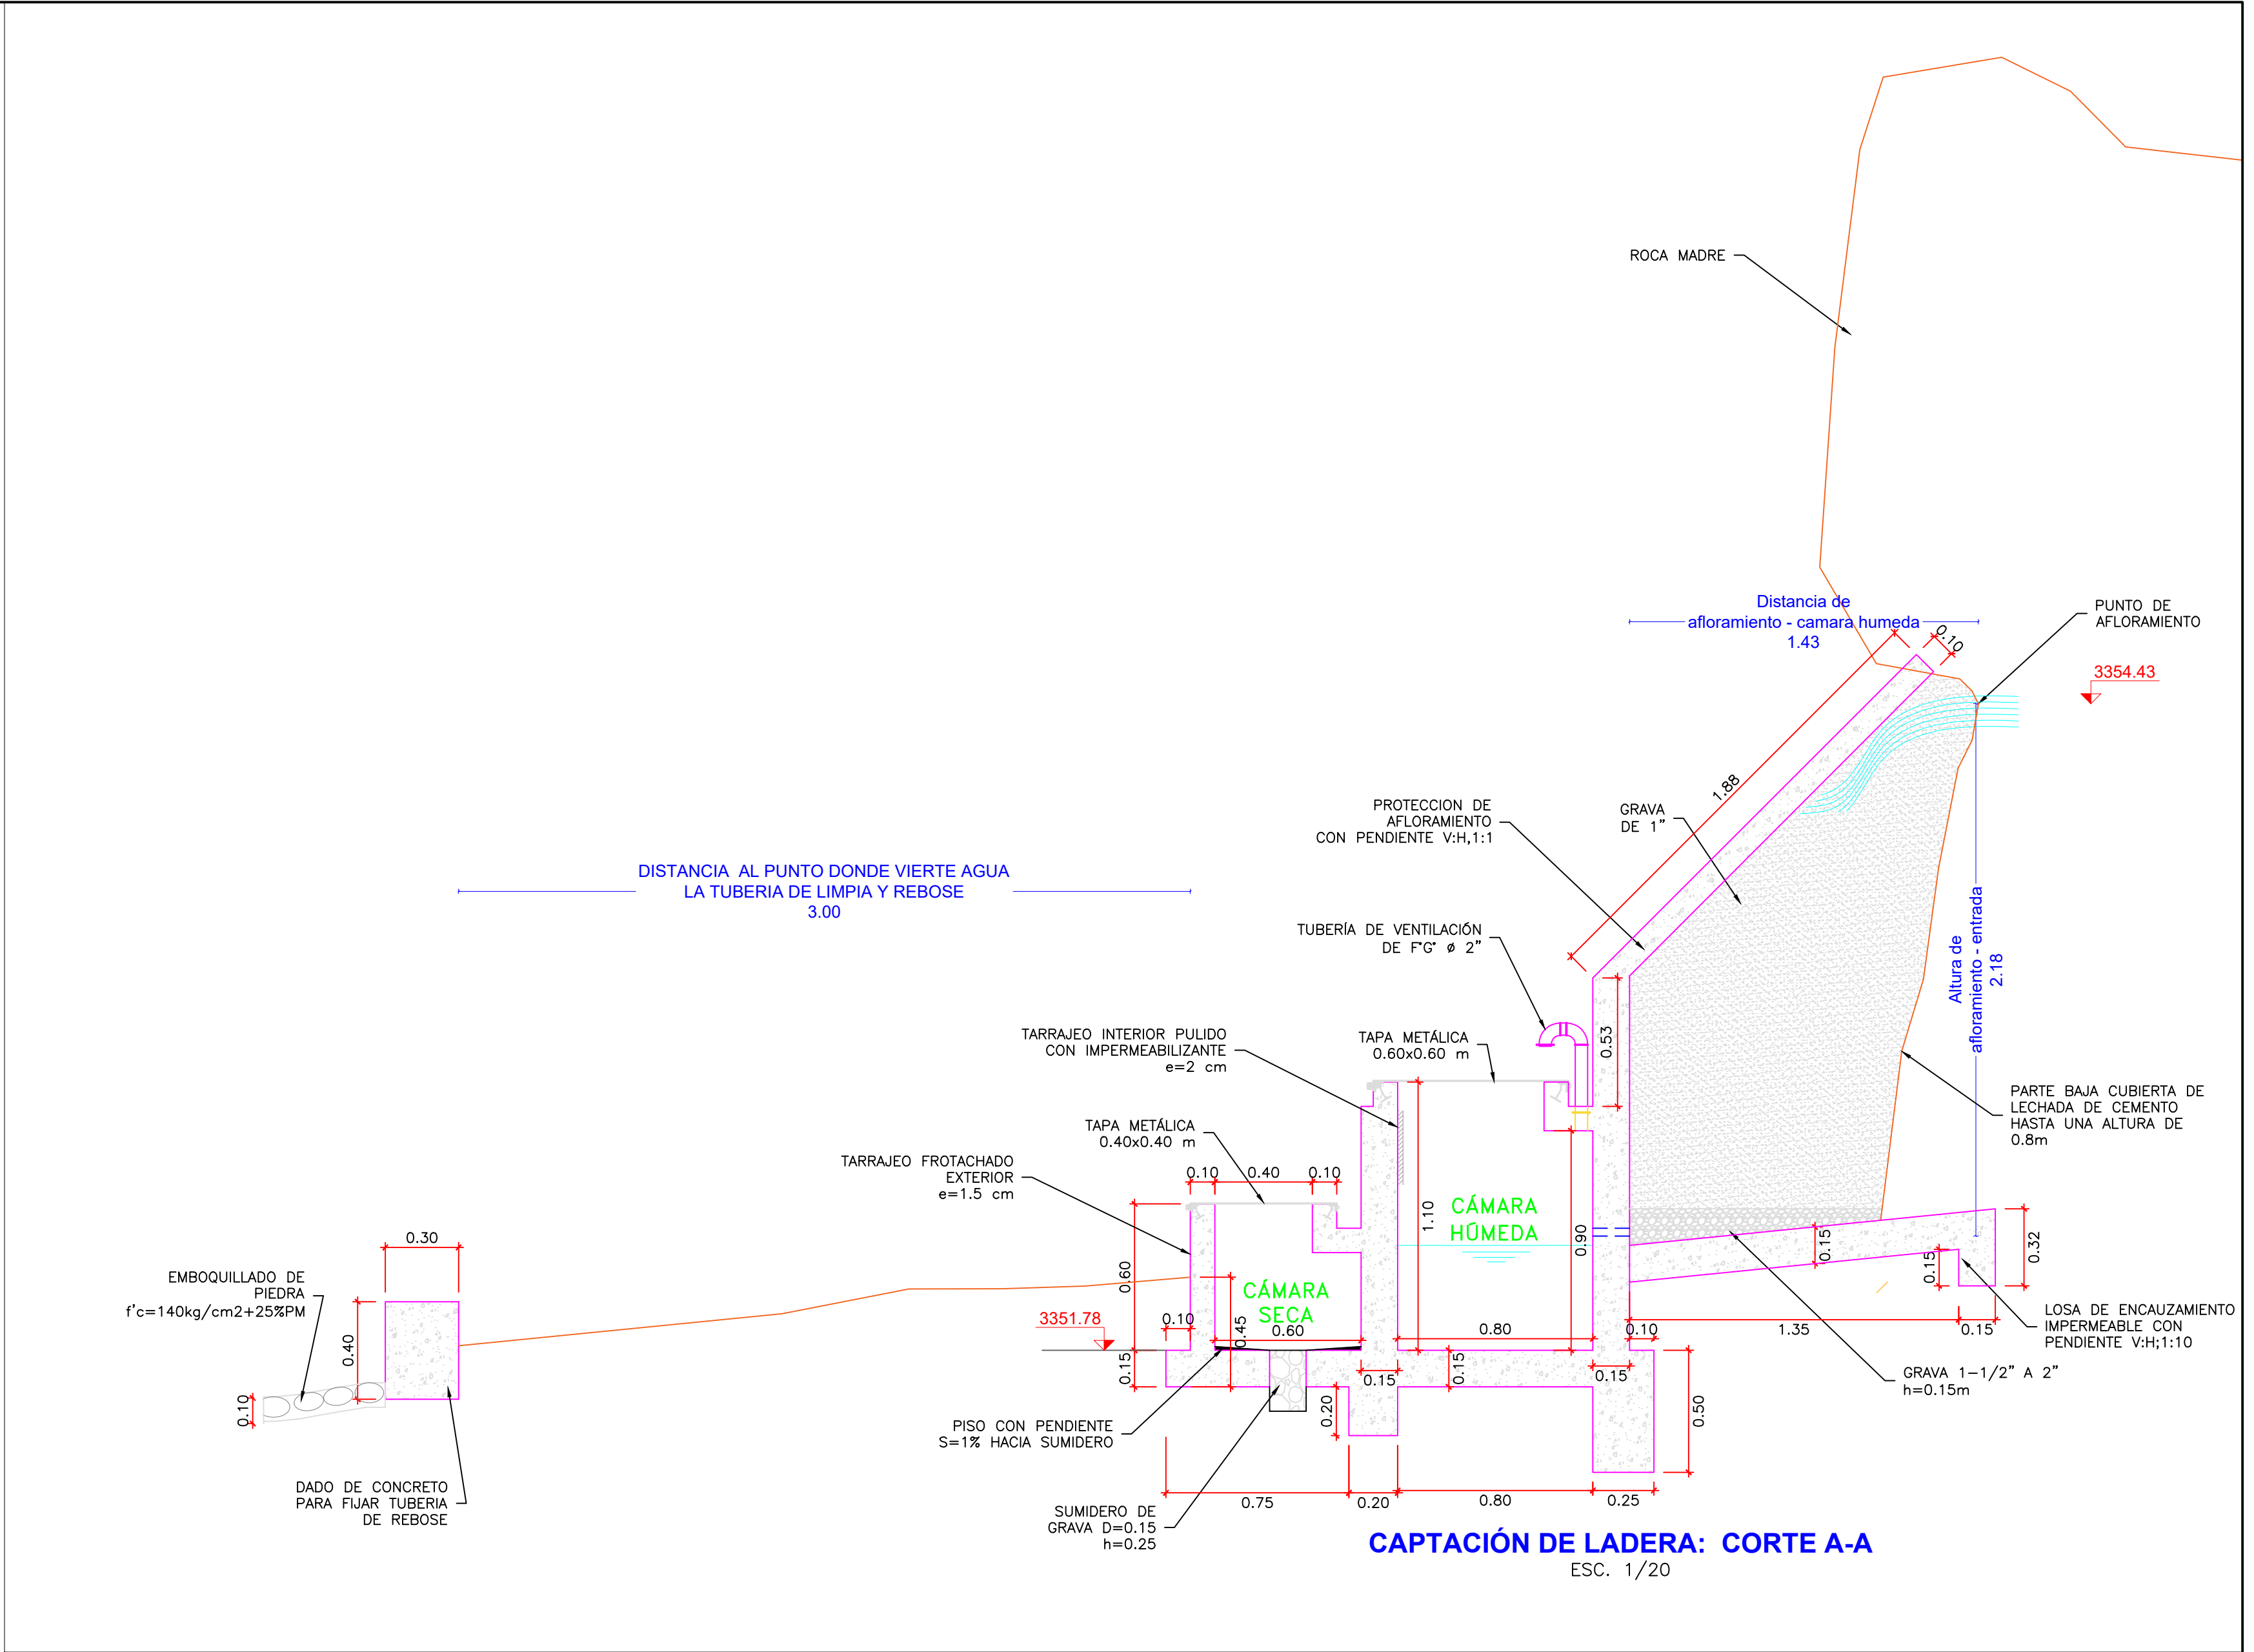 ROCA MADRE
Distancia de
afloramiento - camara humeda
1.43
0.10
PUNTO DE
AFLORAMIENTO
3354.43
1.88
PROTECCION DE
AFLORAMIENTO
CON PENDIENTE V:H,1:1
GRAVA
DE 1"
DISTANCIA AL PUNTO DONDE VIERTE AGUA
LA TUBERIA DE LIMPIA Y REBOSE
3.00
TUBERÍA DE VENTILACIÓN
DE F°G° ø 2"
Altura de
afloramiento - entrada
2.18
0.53
TARRAJEO INTERIOR PULIDO
CON IMPERMEABILIZANTE
e=2 cm
TAPA METÁLICA
0.60x0.60 m
PARTE BAJA CUBIERTA DE
LECHADA DE CEMENTO
HASTA UNA ALTURA DE
0.8m
TAPA METÁLICA
0.40x0.40 m
TARRAJEO FROTACHADO
EXTERIOR
e=1.5 cm
0.10
0.40
0.10
1.10
CÁMARA
HÚMEDA
0.90
0.15
0.15
0.32
0.30
EMBOQUILLADO DE
PIEDRA
f'c=140kg/cm2+25%PM
0.40
0.10
0.60
CÁMARA
SECA
0.45
3351.78
0.10
0.60
0.80
0.10
1.35
0.15
LOSA DE ENCAUZAMIENTO
IMPERMEABLE CON
PENDIENTE V:H;1:10
0.15
0.15
0.15
0.15
GRAVA 1-1/2" A 2"
h=0.15m
0.20
0.50
PISO CON PENDIENTE
S=1% HACIA SUMIDERO
DADO DE CONCRETO
PARA FIJAR TUBERIA
DE REBOSE
0.75
0.20
0.80
0.25
SUMIDERO DE
GRAVA D=0.15
h=0.25
CAPTACIÓN DE LADERA: CORTE A-A
ESC. 1/20